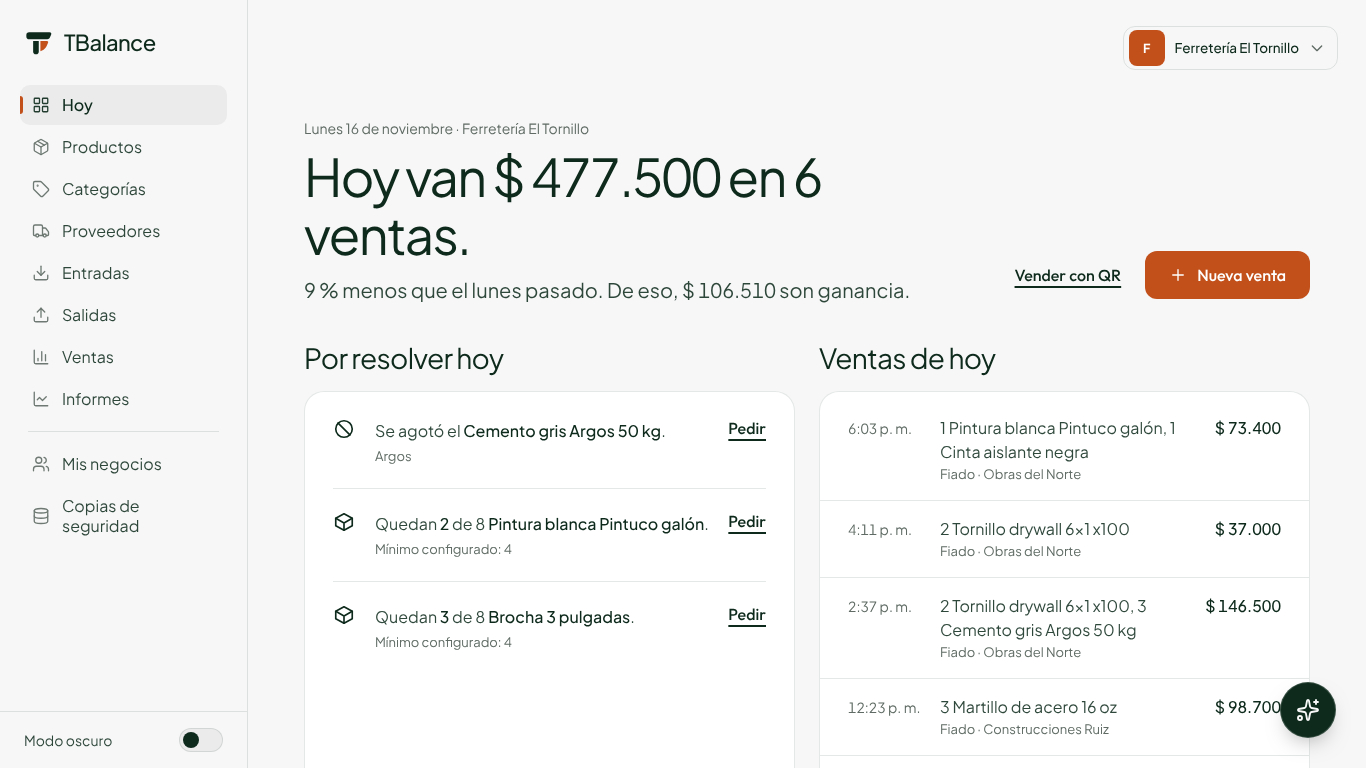 TBalance
F
Ferretería El Tornillo
Hoy
Productos
Categorías
Proveedores
Entradas
Salidas
Ventas
Informes
Mis negocios
Copias de
seguridad
Modo oscuro
Lunes 16 de noviembre · Ferretería El Tornillo
Hoy van $ 477.500 en 6
ventas.
9 % menos que el lunes pasado. De eso, $ 106.510 son ganancia.
Vender con QR
Nueva venta
Por resolver hoy
Se agotó el Cemento gris Argos 50 kg.
Pedir
Argos
Quedan 2 de 8 Pintura blanca Pintuco galón.
Pedir
Mínimo configurado: 4
Quedan 3 de 8 Brocha 3 pulgadas.
Pedir
Mínimo configurado: 4
Ventas de hoy
6:03 p. m.
1 Pintura blanca Pintuco galón, 1
Cinta aislante negra
$ 73.400
Fiado · Obras del Norte
4:11 p. m.
2 Tornillo drywall 6×1 x100
$ 37.000
Fiado · Obras del Norte
2:37 p. m.
2 Tornillo drywall 6×1 x100, 3
Cemento gris Argos 50 kg
$ 146.500
Fiado · Obras del Norte
12:23 p. m.
3 Martillo de acero 16 oz
$ 98.700
Fiado · Construcciones Ruiz